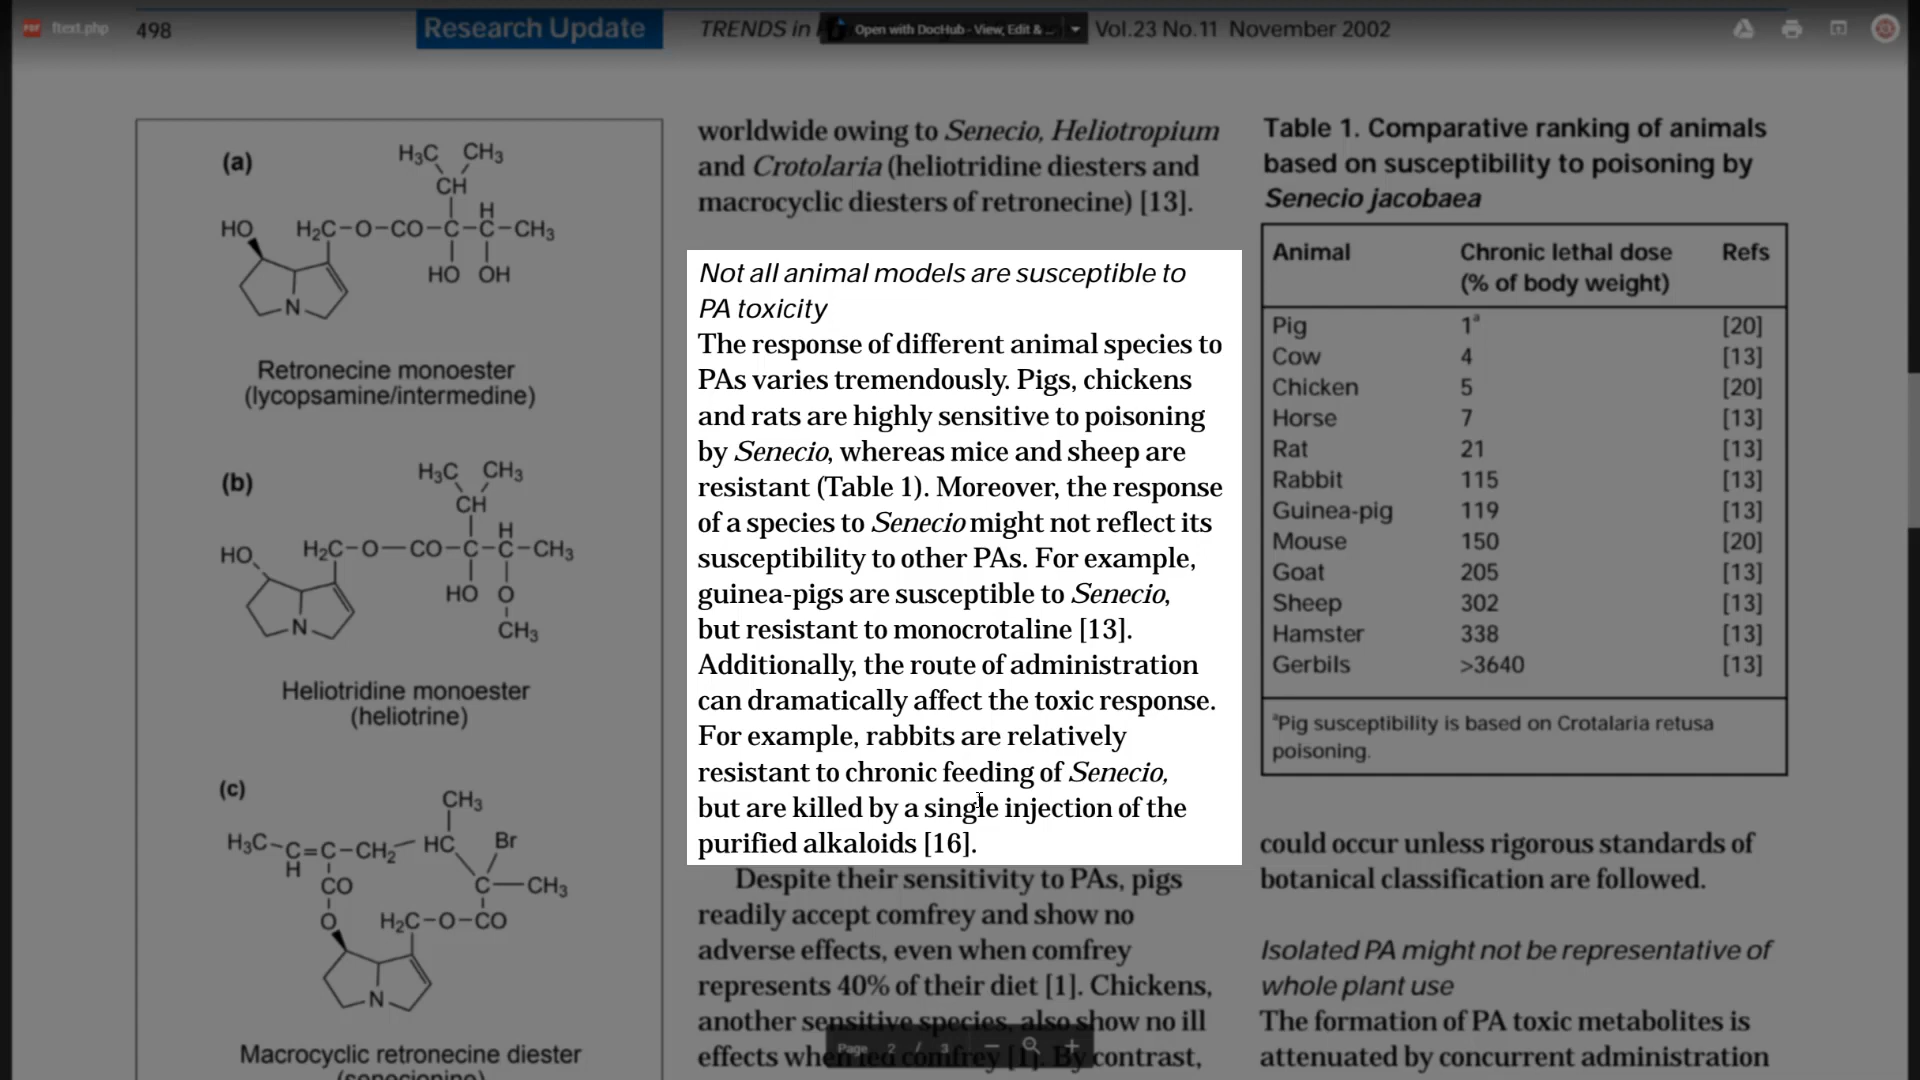 ftext.php
498
Research Update
TRENDS in
Open with DocHub - View, Edit & ...
Vol.23 No.11 November 2002
(a)
H₃C CH₃
CH
H
HO H₂C-O-CO-C-C-CH₃
HO OH
N
Retronecine monoester
(lycopsamine/intermedine)
(b)
H₃C CH₃
CH
H
HO H₂C-O-CO-C-C-CH₃
HO O
CH₃
N
Heliotridine monoester
(heliotrine)
(c)
CH₃
H₃C-C=C-CH₂ HC Br
H
CO C-CH₃
O H₂C-O-CO
N
Macrocyclic retronecine diester
worldwide owing to Senecio, Heliotropium
and Crotolaria (heliotridine diesters and
macrocyclic diesters of retronecine) [13].
Not all animal models are susceptible to
PA toxicity
The response of different animal species to
PAs varies tremendously. Pigs, chickens
and rats are highly sensitive to poisoning
by Senecio, whereas mice and sheep are
resistant (Table 1). Moreover, the response
of a species to Senecio might not reflect its
susceptibility to other PAs. For example,
guinea-pigs are susceptible to Senecio,
but resistant to monocrotaline [13].
Additionally, the route of administration
can dramatically affect the toxic response.
For example, rabbits are relatively
resistant to chronic feeding of Senecio,
but are killed by a single injection of the
purified alkaloids [16].
Despite their sensitivity to PAs, pigs
readily accept comfrey and show no
adverse effects, even when comfrey
represents 40% of their diet [1]. Chickens,
another sensitive species, also show no ill
effects when fed comfrey [1]. By contrast,
Page 2 / 3
Table 1. Comparative ranking of animals
based on susceptibility to poisoning by
Senecio jacobaea
Animal Chronic lethal dose Refs
(% of body weight)
Pig 1ᵃ [20]
Cow 4 [13]
Chicken 5 [20]
Horse 7 [13]
Rat 21 [13]
Rabbit 115 [13]
Guinea-pig 119 [13]
Mouse 150 [20]
Goat 205 [13]
Sheep 302 [13]
Hamster 338 [13]
Gerbils >3640 [13]
ᵃPig susceptibility is based on Crotalaria retusa
poisoning.
could occur unless rigorous standards of
botanical classification are followed.
Isolated PA might not be representative of
whole plant use
The formation of PA toxic metabolites is
attenuated by concurrent administration